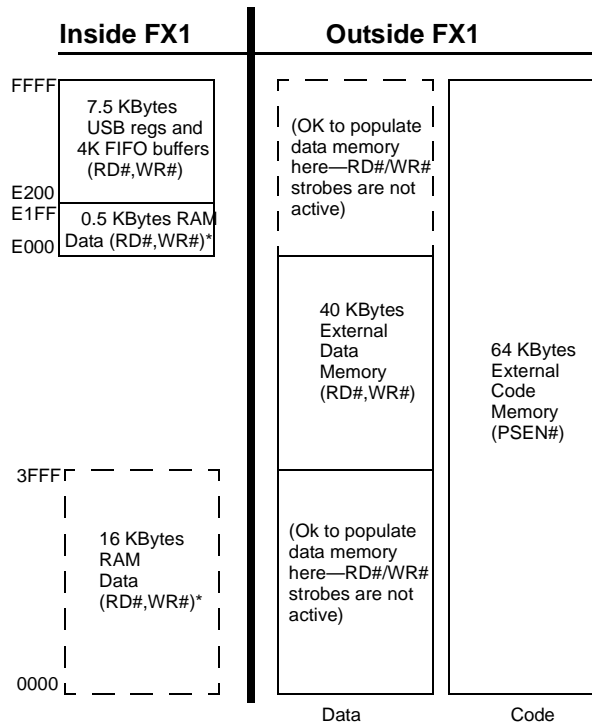 Inside FX1
Outside FX1
FFFF
7.5 KBytes
USB regs and
4K FIFO buffers
(RD#,WR#)
E200
E1FF
0.5 KBytes RAM
Data (RD#,WR#)*
E000
(OK to populate
data memory
here—RD#/WR#
strobes are not
active)
40 KBytes
External
Data
Memory
(RD#,WR#)
64 KBytes
External
Code
Memory
(PSEN#)
3FFF
16 KBytes
RAM
Data
(RD#,WR#)*
(Ok to populate
data memory
here—RD#/WR#
strobes are not
active)
0000
Data
Code